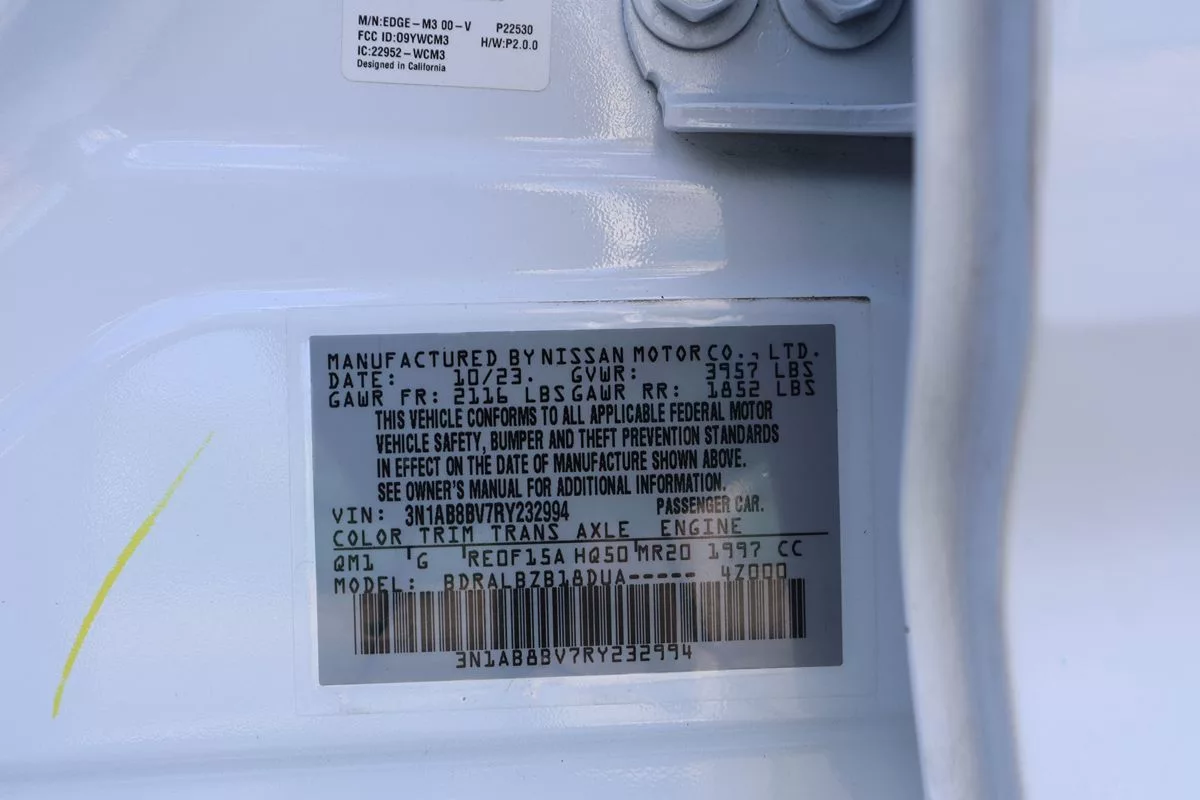 M/N:EDGE-M3 00-V P22530
FCC ID:O9YWCM3 H/W:P2.0.0
IC:22952-WCM3
Designed in California
MANUFACTURED BY NISSAN MOTOR CO., LTD.
DATE: 10/23. GVWR: 3957 LBS
GAWR FR: 2116 LBS GAWR RR: 1852 LBS
THIS VEHICLE CONFORMS TO ALL APPLICABLE FEDERAL MOTOR
VEHICLE SAFETY, BUMPER AND THEFT PREVENTION STANDARDS
IN EFFECT ON THE DATE OF MANUFACTURE SHOWN ABOVE.
SEE OWNER'S MANUAL FOR ADDITIONAL INFORMATION.
VIN: 3N1AB8BV7RY232994 PASSENGER CAR.
COLOR TRIM TRANS AXLE ENGINE
QM1 G RE0F15A HQ50 MR20 1997 CC
MODEL: BDRALBZB18DUA----- 4Z000
3N1AB8BV7RY232994